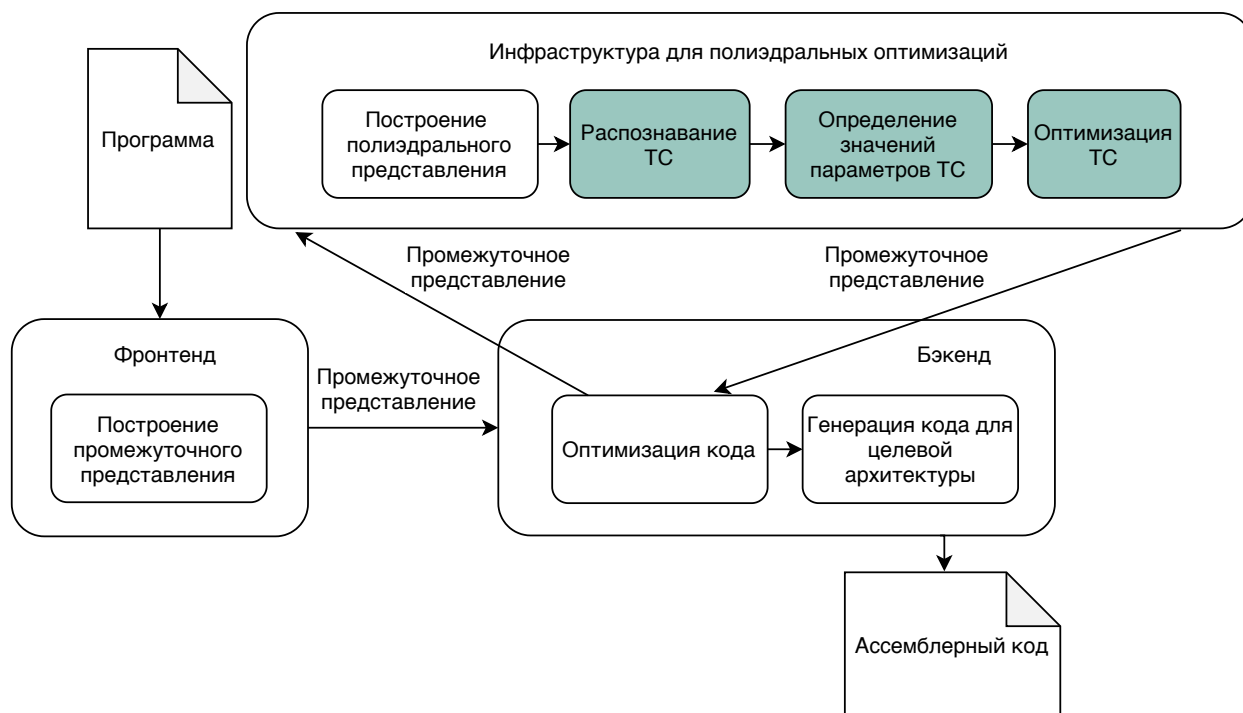 Инфраструктура для полиэдральных оптимизаций
Программа
Построение
полиэдрального
представления
Распознавание
ТС
Определение
значений
параметров ТС
Оптимизация
ТС
Промежуточное
представление
Промежуточное
представление
Фронтенд
Построение
промежуточного
представления
Промежуточное
представление
Бэкенд
Оптимизация кода
Генерация кода для
целевой
архитектуры
Ассемблерный код